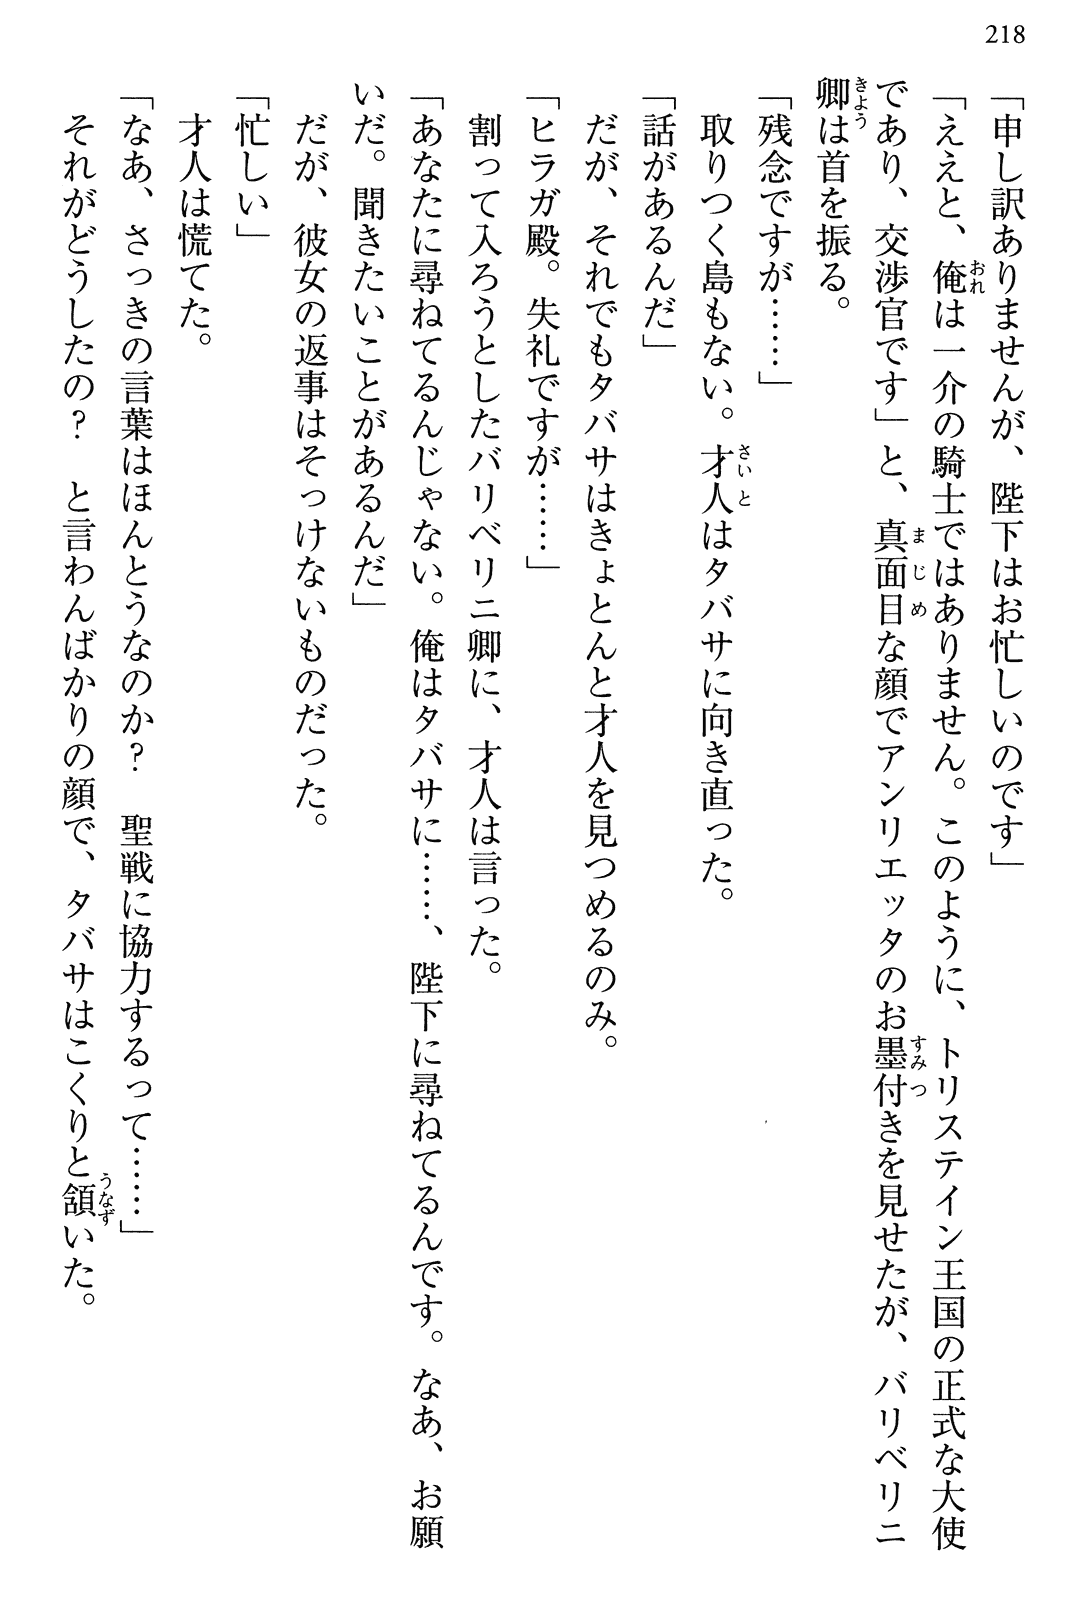 218
「申し訳ありませんが、陛下はお忙しいのです」
「ええと、俺は一介の騎士ではありません。このように、トリステイン王国の正式な大使
であり、交渉官です」と、真面目な顔でアンリエッタのお墨付きを見せたが、バリベリニ
卿は首を振る。
「残念ですが……」
取りつく島もない。才人はタバサに向き直った。
「話があるんだ」
だが、それでもタバサはきょとんと才人を見つめるのみ。
「ヒラガ殿。失礼ですが……」
割って入ろうとしたバリベリニ卿に、才人は言った。
「あなたに尋ねてるんじゃない。俺はタバサに……、陛下に尋ねてるんです。なあ、お願
いだ。聞きたいことがあるんだ」
だが、彼女の返事はそっけないものだった。
「忙しい」
才人は慌てた。
「なあ、さっきの言葉はほんとうなのか？　聖戦に協力するって……」
それがどうしたの？　と言わんばかりの顔で、タバサはこくりと頷いた。